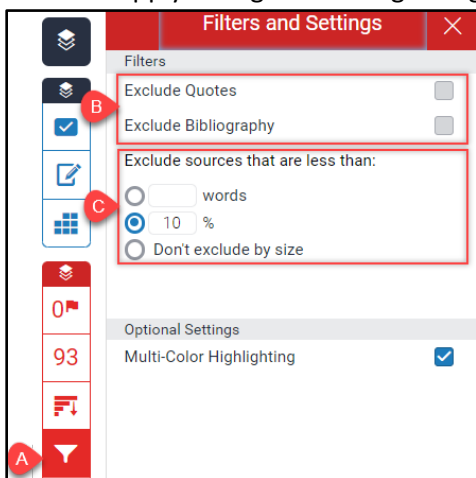 Filters and Settings
Filters
B
Exclude Quotes
Exclude Bibliography
Exclude sources that are less than:
C
words
10 %
Don't exclude by size
0
Optional Settings
93
Multi-Color Highlighting
A